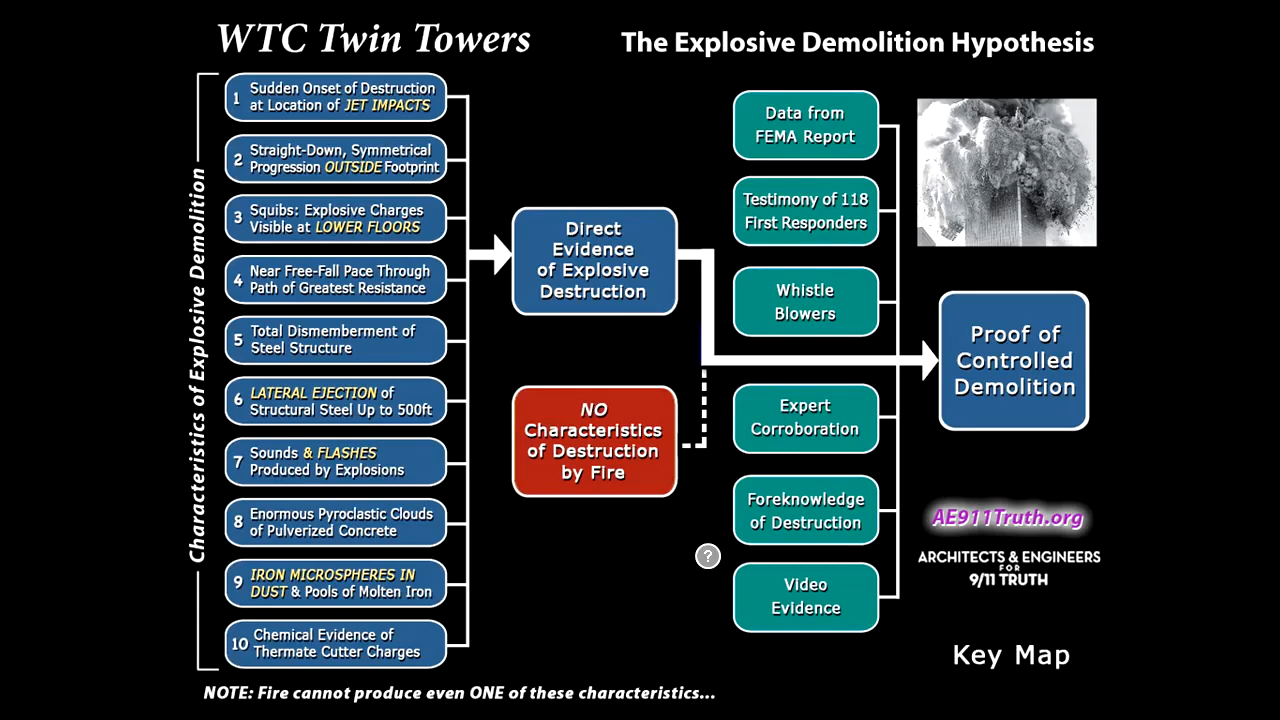 WTC Twin Towers
The Explosive Demolition Hypothesis
Characteristics of Explosive Demolition
1 Sudden Onset of Destruction
at Location of JET IMPACTS
2 Straight-Down, Symmetrical
Progression OUTSIDE Footprint
3 Squibs: Explosive Charges
Visible at LOWER FLOORS
4 Near Free-Fall Pace Through
Path of Greatest Resistance
5 Total Dismemberment of
Steel Structure
6 LATERAL EJECTION of
Structural Steel Up to 500ft
7 Sounds & FLASHES
Produced by Explosions
8 Enormous Pyroclastic Clouds
of Pulverized Concrete
9 IRON MICROSPHERES IN
DUST & Pools of Molten Iron
10 Chemical Evidence of
Thermate Cutter Charges
Direct
Evidence
of Explosive
Destruction
NO
Characteristics
of Destruction
by Fire
Data from
FEMA Report
Testimony of 118
First Responders
Whistle
Blowers
Expert
Corroboration
Foreknowledge
of Destruction
Video
Evidence
?
Proof of
Controlled
Demolition
AE911Truth.org
ARCHITECTS & ENGINEERS
FOR
9/11 TRUTH
Key Map
NOTE: Fire cannot produce even ONE of these characteristics...